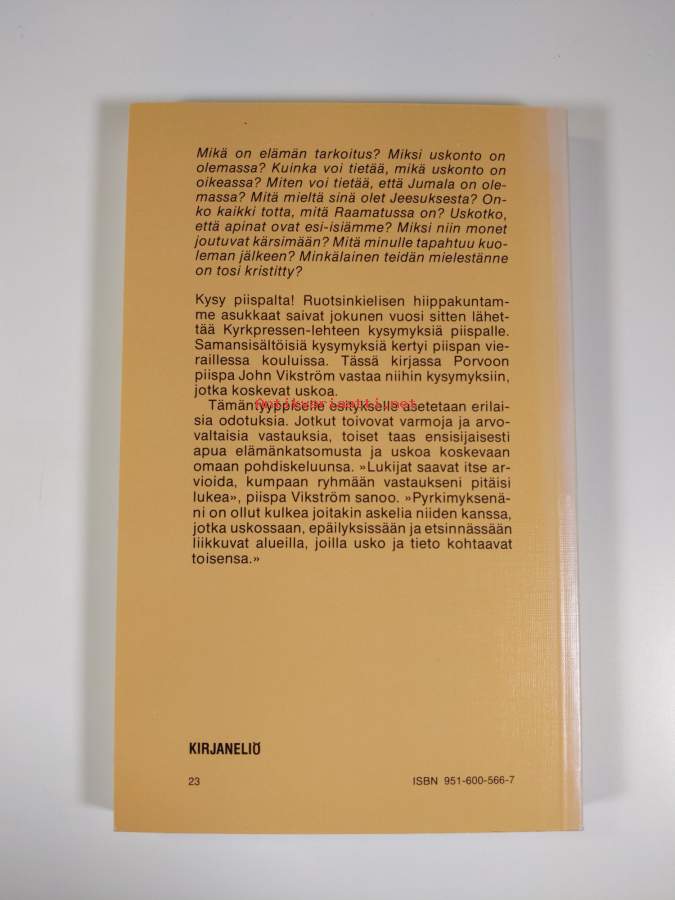 Mikä on elämän tarkoitus? Miksi uskonto on
olemassa? Kuinka voi tietää, mikä uskonto on
oikeassa? Miten voi tietää, että Jumala on ole-
massa? Mitä mieltä sinä olet Jeesuksesta? On-
ko kaikki totta, mitä Raamatussa on? Uskotko,
että apinat ovat esi-isiämme? Miksi niin monet
joutuvat kärsimään? Mitä minulle tapahtuu kuo-
leman jälkeen? Minkälainen teidän mielestänne
on tosi kristitty?
Kysy piispalta! Ruotsinkielisen hiippakuntam-
me asukkaat saivat jokunen vuosi sitten lähet-
tää Kyrkpressen-lehteen kysymyksiä piispalle.
Samansisältöisiä kysymyksiä kertyi piispan vie-
raillessa kouluissa. Tässä kirjassa Porvoon
piispa John Vikström vastaa niihin kysymyksiin,
jotka koskevat uskoa.
Antikvariaatti.net
Tämäntyyppiselle esitykselle asetetaan erilai-
sia odotuksia. Jotkut toivovat varmoja ja arvo-
valtaisia vastauksia, toiset taas ensisijaisesti
apua elämänkatsomusta ja uskoa koskevaan
omaan pohdiskeluunsa. »Lukijat saavat itse ar-
vioida, kumpaan ryhmään vastaukseni pitäisi
lukea», piispa Vikström sanoo. »Pyrkimyksenä-
ni on ollut kulkea joitakin askelia niiden kanssa,
jotka uskossaan, epäilyksissään ja etsinnässään
liikkuvat alueilla, joilla usko ja tieto kohtaavat
toisensa.»
KIRJANELIÖ
23
ISBN 951-600-566-7